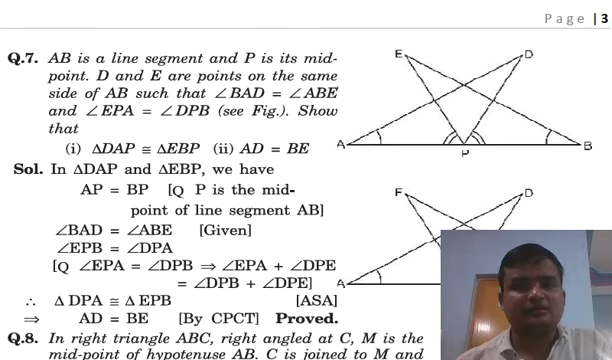 Page | 3
Q.7. AB is a line segment and P is its mid-
point. D and E are points on the same
side of AB such that ∠BAD = ∠ABE
and ∠EPA = ∠DPB (see Fig.). Show
that
(i) ΔDAP ≅ ΔEBP (ii) AD = BE
Sol. In ΔDAP and ΔEBP, we have
AP = BP [Q P is the mid-
point of line segment AB]
∠BAD = ∠ABE [Given]
∠EPB = ∠DPA
[Q ∠EPA = ∠DPB ⇒ ∠EPA + ∠DPE
= ∠DPB + ∠DPE]
∴ Δ DPA ≅ Δ EPB [ASA]
⇒ AD = BE [By CPCT] Proved.
Q.8. In right triangle ABC, right angled at C, M is the
mid-point of hypotenuse AB. C is joined to M and
E D
A P B
D
A